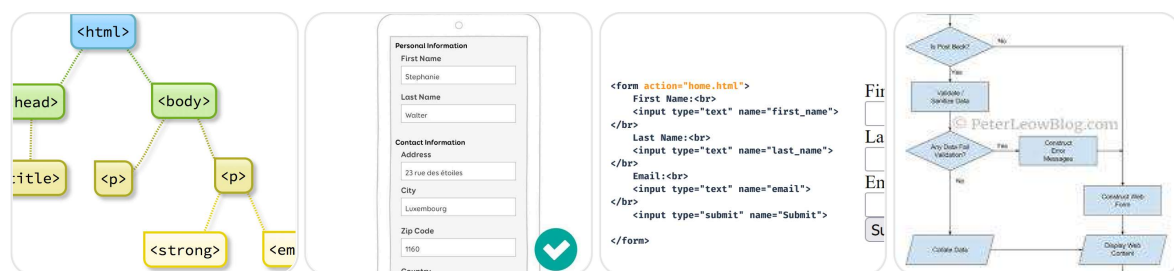 <html>
head>
<body>
title>
<p>
<p>
<strong>
<em
Personal Information
First Name
Stephanie
Last Name
Walter
Contact Information
Address
23 rue des étoiles
City
Luxembourg
Zip Code
1160
Country
<form action="home.html">
First Name:<br>
<input type="text" name="first_name">
</br>
Last Name:<br>
<input type="text" name="last_name">
</br>
Email:<br>
<input type="text" name="email">
</br>
<input type="submit" name="Submit">
</form>
Fir
La
Em
Su
Is Post Back?
No
Yes
Validate /
Sanitize Data
© PeterLeowBlog.com
Any Data Fail
Validation?
Yes
Construct
Error
Messages
No
Construct Web
Form
Collate Data
Display Web
Content